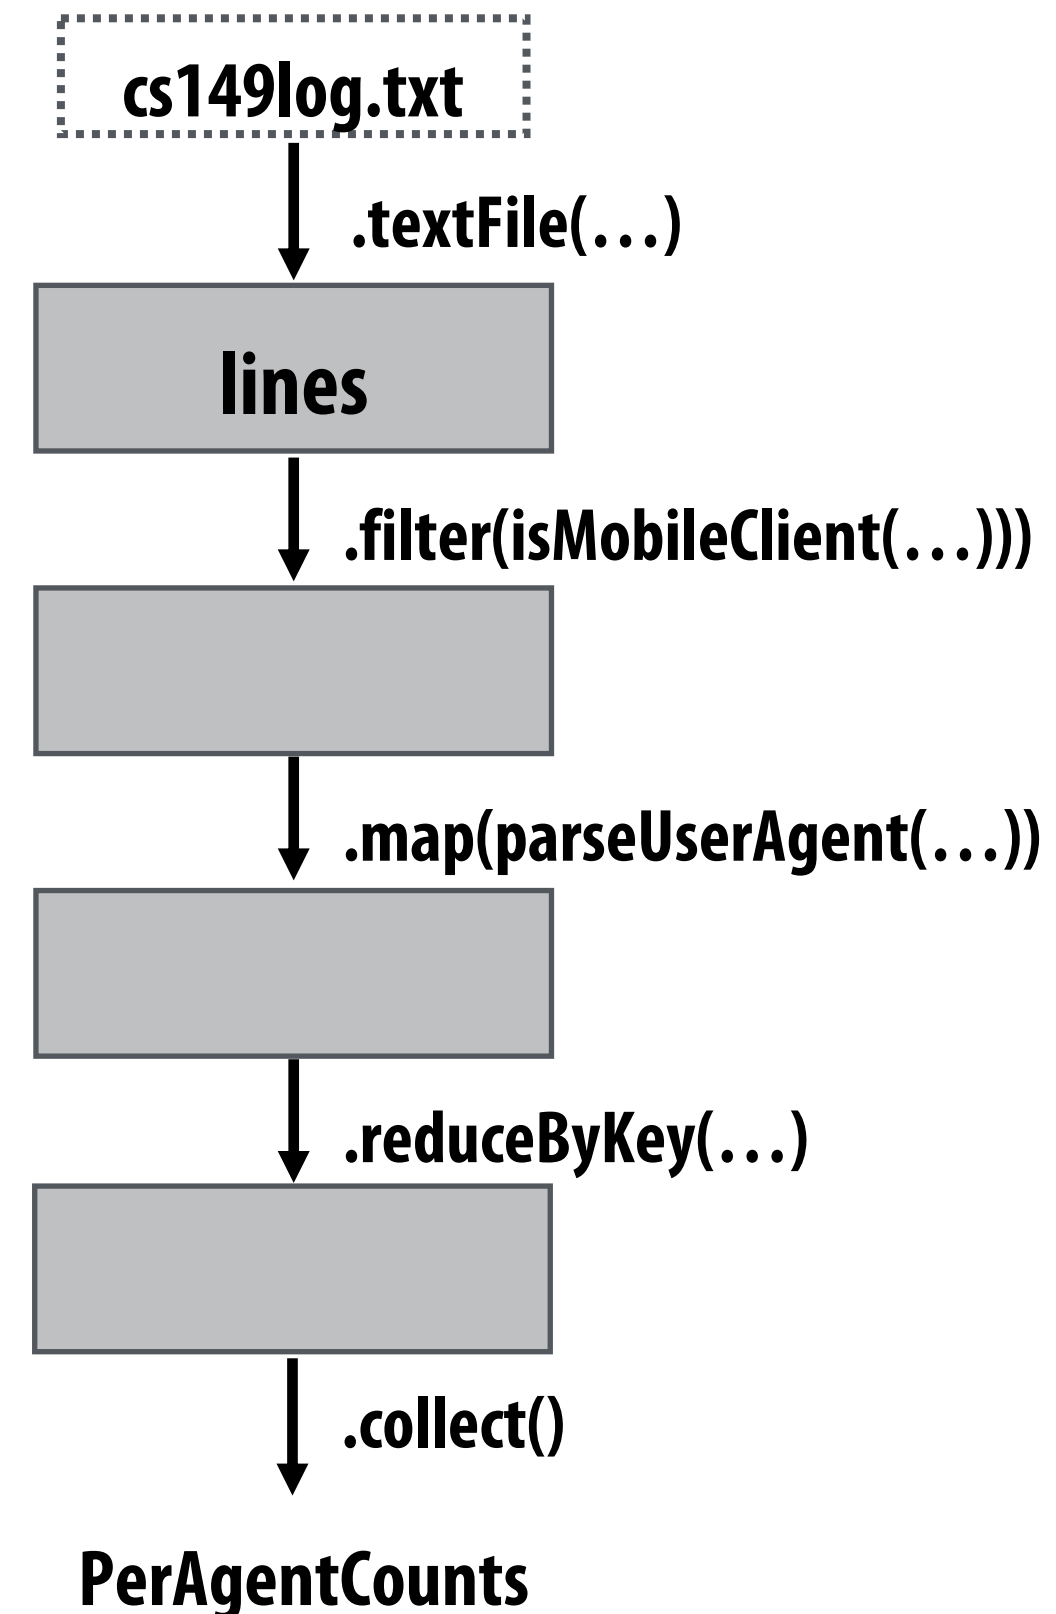 cs149log.txt
.textFile(...)
lines
.filter(isMobileClient(...)))
.map(parseUserAgent(...))
.reduceByKey(...)
.collect()
PerAgentCounts